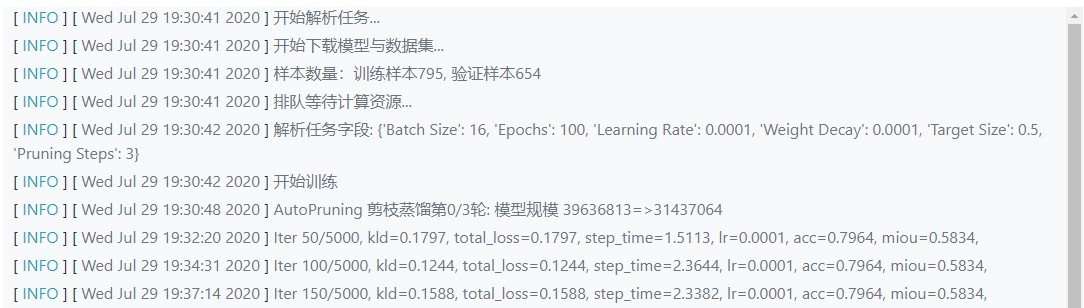 [ INFO ] [ Wed Jul 29 19:30:41 2020 ] 开始解析任务...
[ INFO ] [ Wed Jul 29 19:30:41 2020 ] 开始下载模型与数据集...
[ INFO ] [ Wed Jul 29 19:30:41 2020 ] 样本数量：训练样本795, 验证样本654
[ INFO ] [ Wed Jul 29 19:30:41 2020 ] 排队等待计算资源...
[ INFO ] [ Wed Jul 29 19:30:42 2020 ] 解析任务字段: {'Batch Size': 16, 'Epochs': 100, 'Learning Rate': 0.0001, 'Weight Decay': 0.0001, 'Target Size': 0.5,
'Pruning Steps': 3}
[ INFO ] [ Wed Jul 29 19:30:42 2020 ] 开始训练
[ INFO ] [ Wed Jul 29 19:30:48 2020 ] AutoPruning 剪枝蒸馏第0/3轮: 模型规模 39636813=>31437064
[ INFO ] [ Wed Jul 29 19:32:20 2020 ] Iter 50/5000, kld=0.1797, total_loss=0.1797, step_time=1.5113, lr=0.0001, acc=0.7964, miou=0.5834,
[ INFO ] [ Wed Jul 29 19:34:31 2020 ] Iter 100/5000, kld=0.1244, total_loss=0.1244, step_time=2.3644, lr=0.0001, acc=0.7964, miou=0.5834,
[ INFO ] [ Wed Jul 29 19:37:14 2020 ] Iter 150/5000, kld=0.1588, total_loss=0.1588, step_time=2.3382, lr=0.0001, acc=0.7964, miou=0.5834,